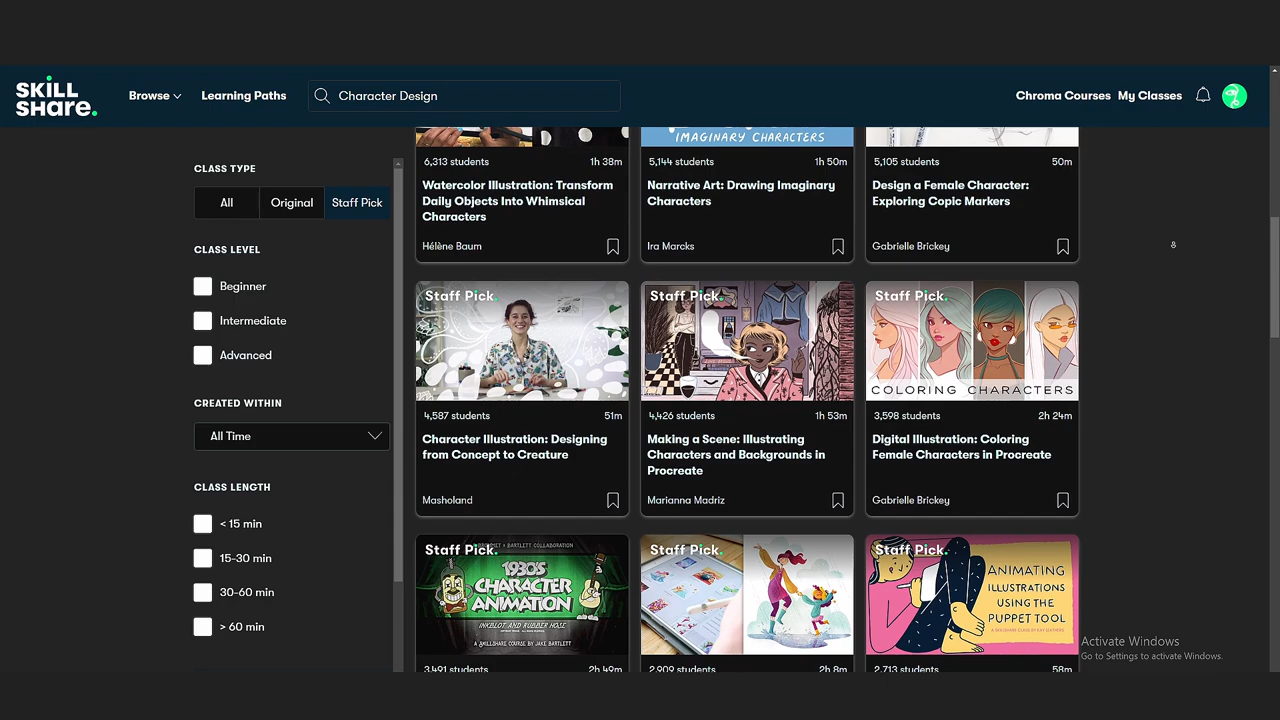 SKILL
SHARE.
Browse
Learning Paths
Character Design
Chroma Courses
My Classes
CLASS TYPE
All
Original
Staff Pick
CLASS LEVEL
Beginner
Intermediate
Advanced
CREATED WITHIN
All Time
CLASS LENGTH
< 15 min
15-30 min
30-60 min
> 60 min
6,313 students
1h 38m
Watercolor Illustration: Transform
Daily Objects Into Whimsical
Characters
Hélène Baum
IMAGINARY CHARACTERS
5,144 students
1h 50m
Narrative Art: Drawing Imaginary
Characters
Ira Marcks
5,105 students
50m
Design a Female Character:
Exploring Copic Markers
Gabrielle Brickey
Staff Pick.
4,587 students
51m
Character Illustration: Designing
from Concept to Creature
Masholand
Staff Pick.
4,426 students
1h 53m
Making a Scene: Illustrating
Characters and Backgrounds in
Procreate
Marianna Madriz
Staff Pick.
COLORING CHARACTERS
3,598 students
2h 24m
Digital Illustration: Coloring
Female Characters in Procreate
Gabrielle Brickey
Staff Pick.
BARTLETT COLLABORATION
1930's
CHARACTER
ANIMATION
INKBLOT AND RUBBER HOSE
A SKILLSHARE COURSE BY JAKE BARTLETT
3,491 students
2h 49m
Staff Pick.
2,909 students
2h 8m
Staff Pick.
ANIMATING
ILLUSTRATIONS
USING THE
PUPPET TOOL
2,713 students
58m
Activate Windows
Go to Settings to activate Windows.